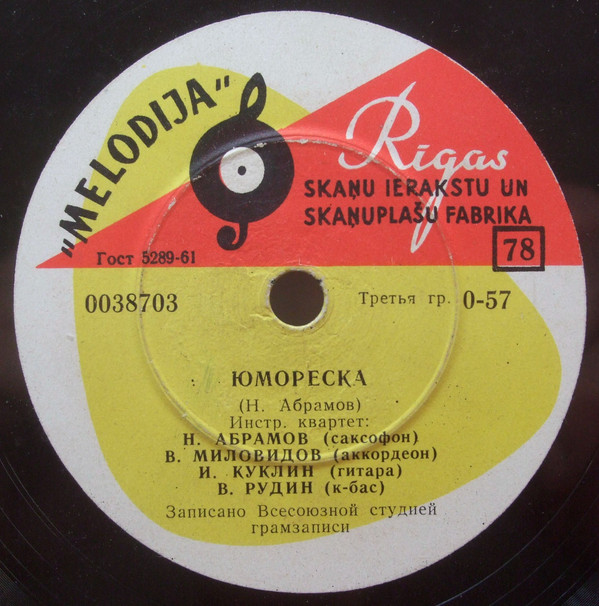 „MELODIJA“
Rīgas
SKAŅU IERAKSTU UN
SKAŅUPLAŠU FABRIKA
Гост 5289-61
78
0038703
Третья гр. 0-57
ЮМОРЕСКА
(Н. Абрамов)
Инстр. квартет:
Н. АБРАМОВ (саксофон)
В. МИЛОВИДОВ (аккордеон)
И. КУКЛИН (гитара)
В. РУДИН (к-бас)
Записано Всесоюзной студией
грамзаписи